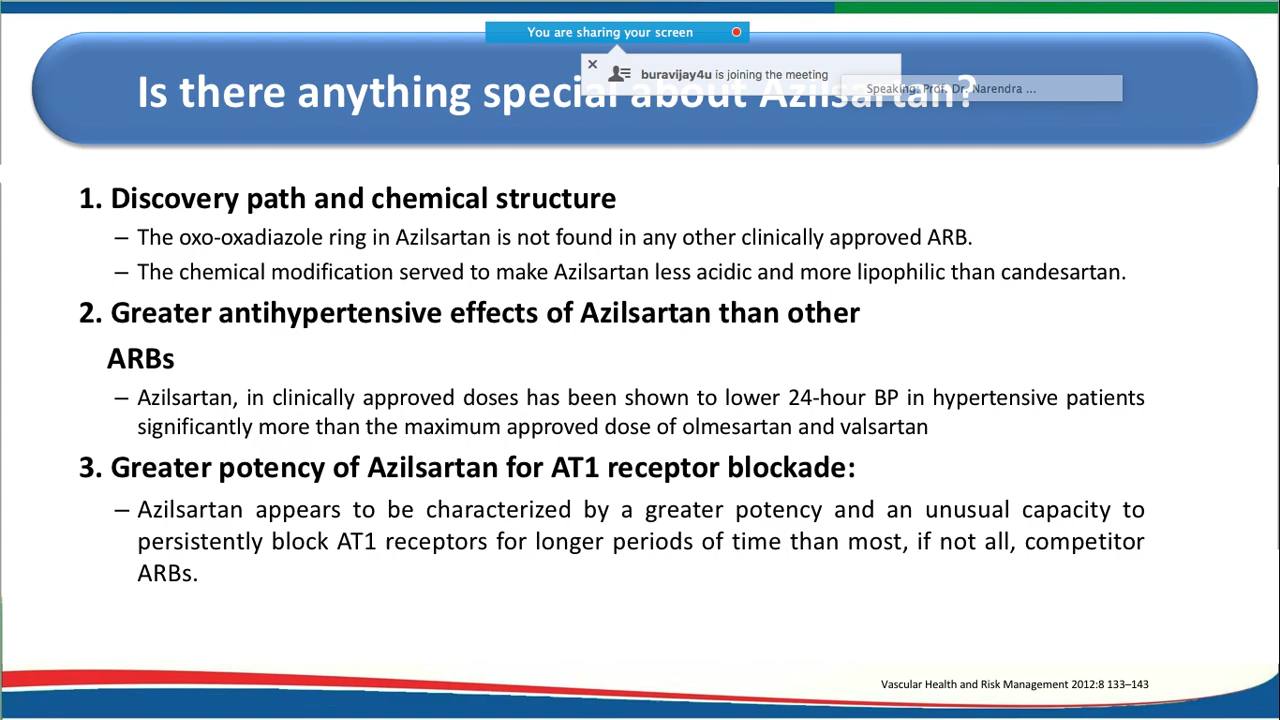 You are sharing your screen
buravijay4u is joining the meeting
Speaking: Prof. Dr. Narendra ...
Is there anything special about Azilsartan?
1. Discovery path and chemical structure
– The oxo-oxadiazole ring in Azilsartan is not found in any other clinically approved ARB.
– The chemical modification served to make Azilsartan less acidic and more lipophilic than candesartan.
2. Greater antihypertensive effects of Azilsartan than other
ARBs
– Azilsartan, in clinically approved doses has been shown to lower 24-hour BP in hypertensive patients
significantly more than the maximum approved dose of olmesartan and valsartan
3. Greater potency of Azilsartan for AT1 receptor blockade:
– Azilsartan appears to be characterized by a greater potency and an unusual capacity to
persistently block AT1 receptors for longer periods of time than most, if not all, competitor
ARBs.
Vascular Health and Risk Management 2012:8 133–143